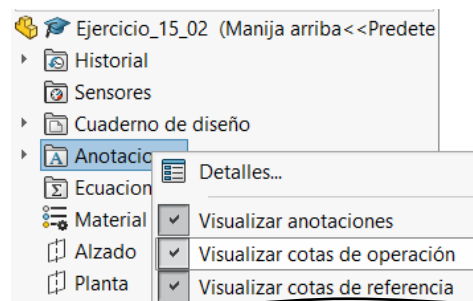 Ejercicio_15_02 (Manija arriba<<Predete
Historial
Sensores
Cuaderno de diseño
Anotacio
Detalles...
Ecuacion
Material
Visualizar anotaciones
Alzado
Visualizar cotas de operación
Planta
Visualizar cotas de referencia